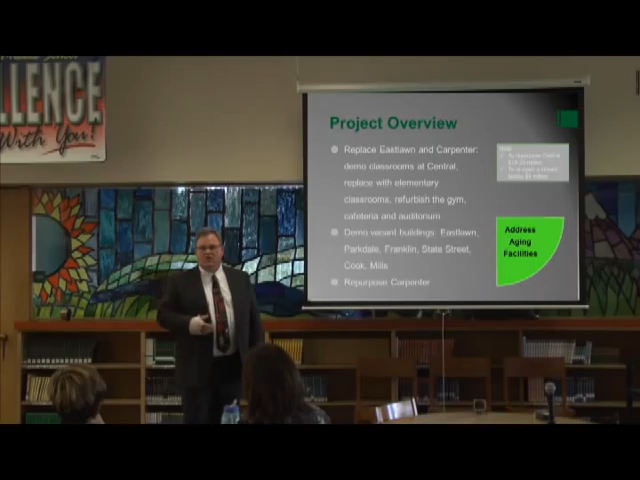 LLENCE
With You!
Project Overview
Replace Eastlawn and Carpenter:
demo classrooms at Central,
replace with elementary
classrooms, refurbish the gym,
cafeteria and auditorium
Demo vacant buildings: Eastlawn,
Parkdale, Franklin, State Street,
Cook, Mills
Repurpose Carpenter
Address
Aging
Facilities